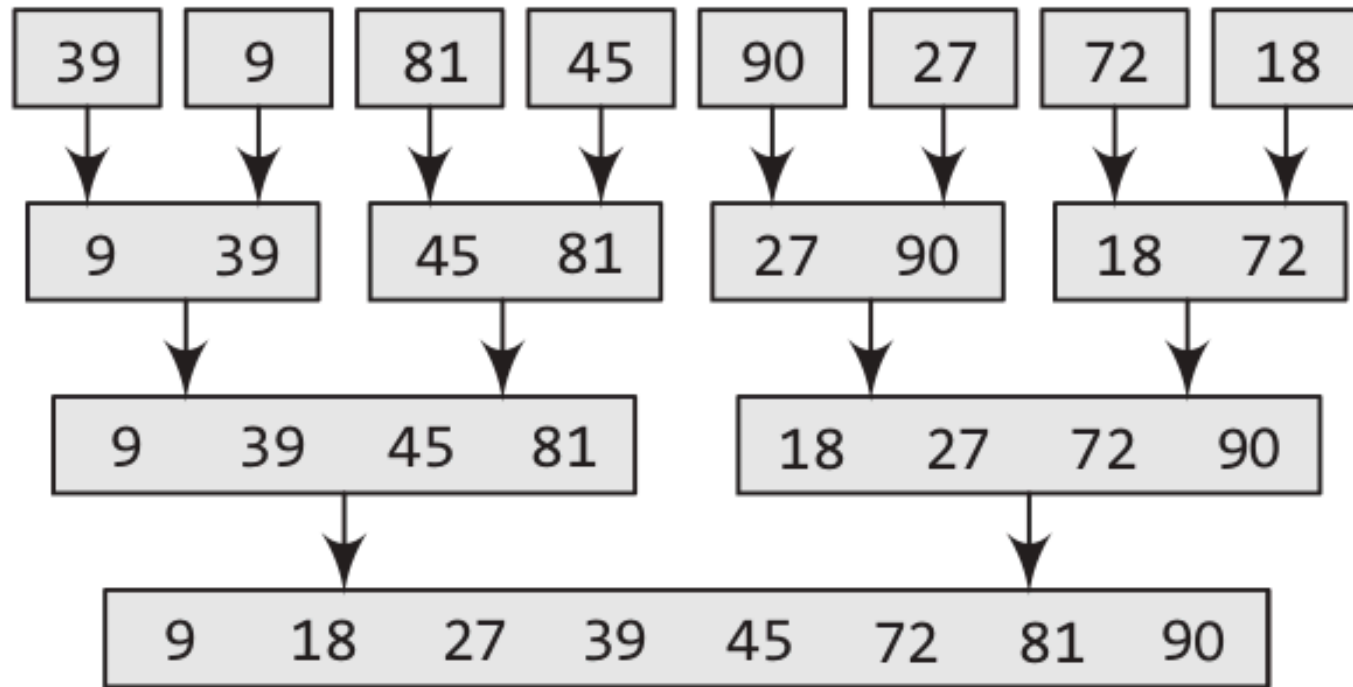 39 9 81 45 90 27 72 18
9 39 45 81 27 90 18 72
9 39 45 81 18 27 72 90
9 18 27 39 45 72 81 90